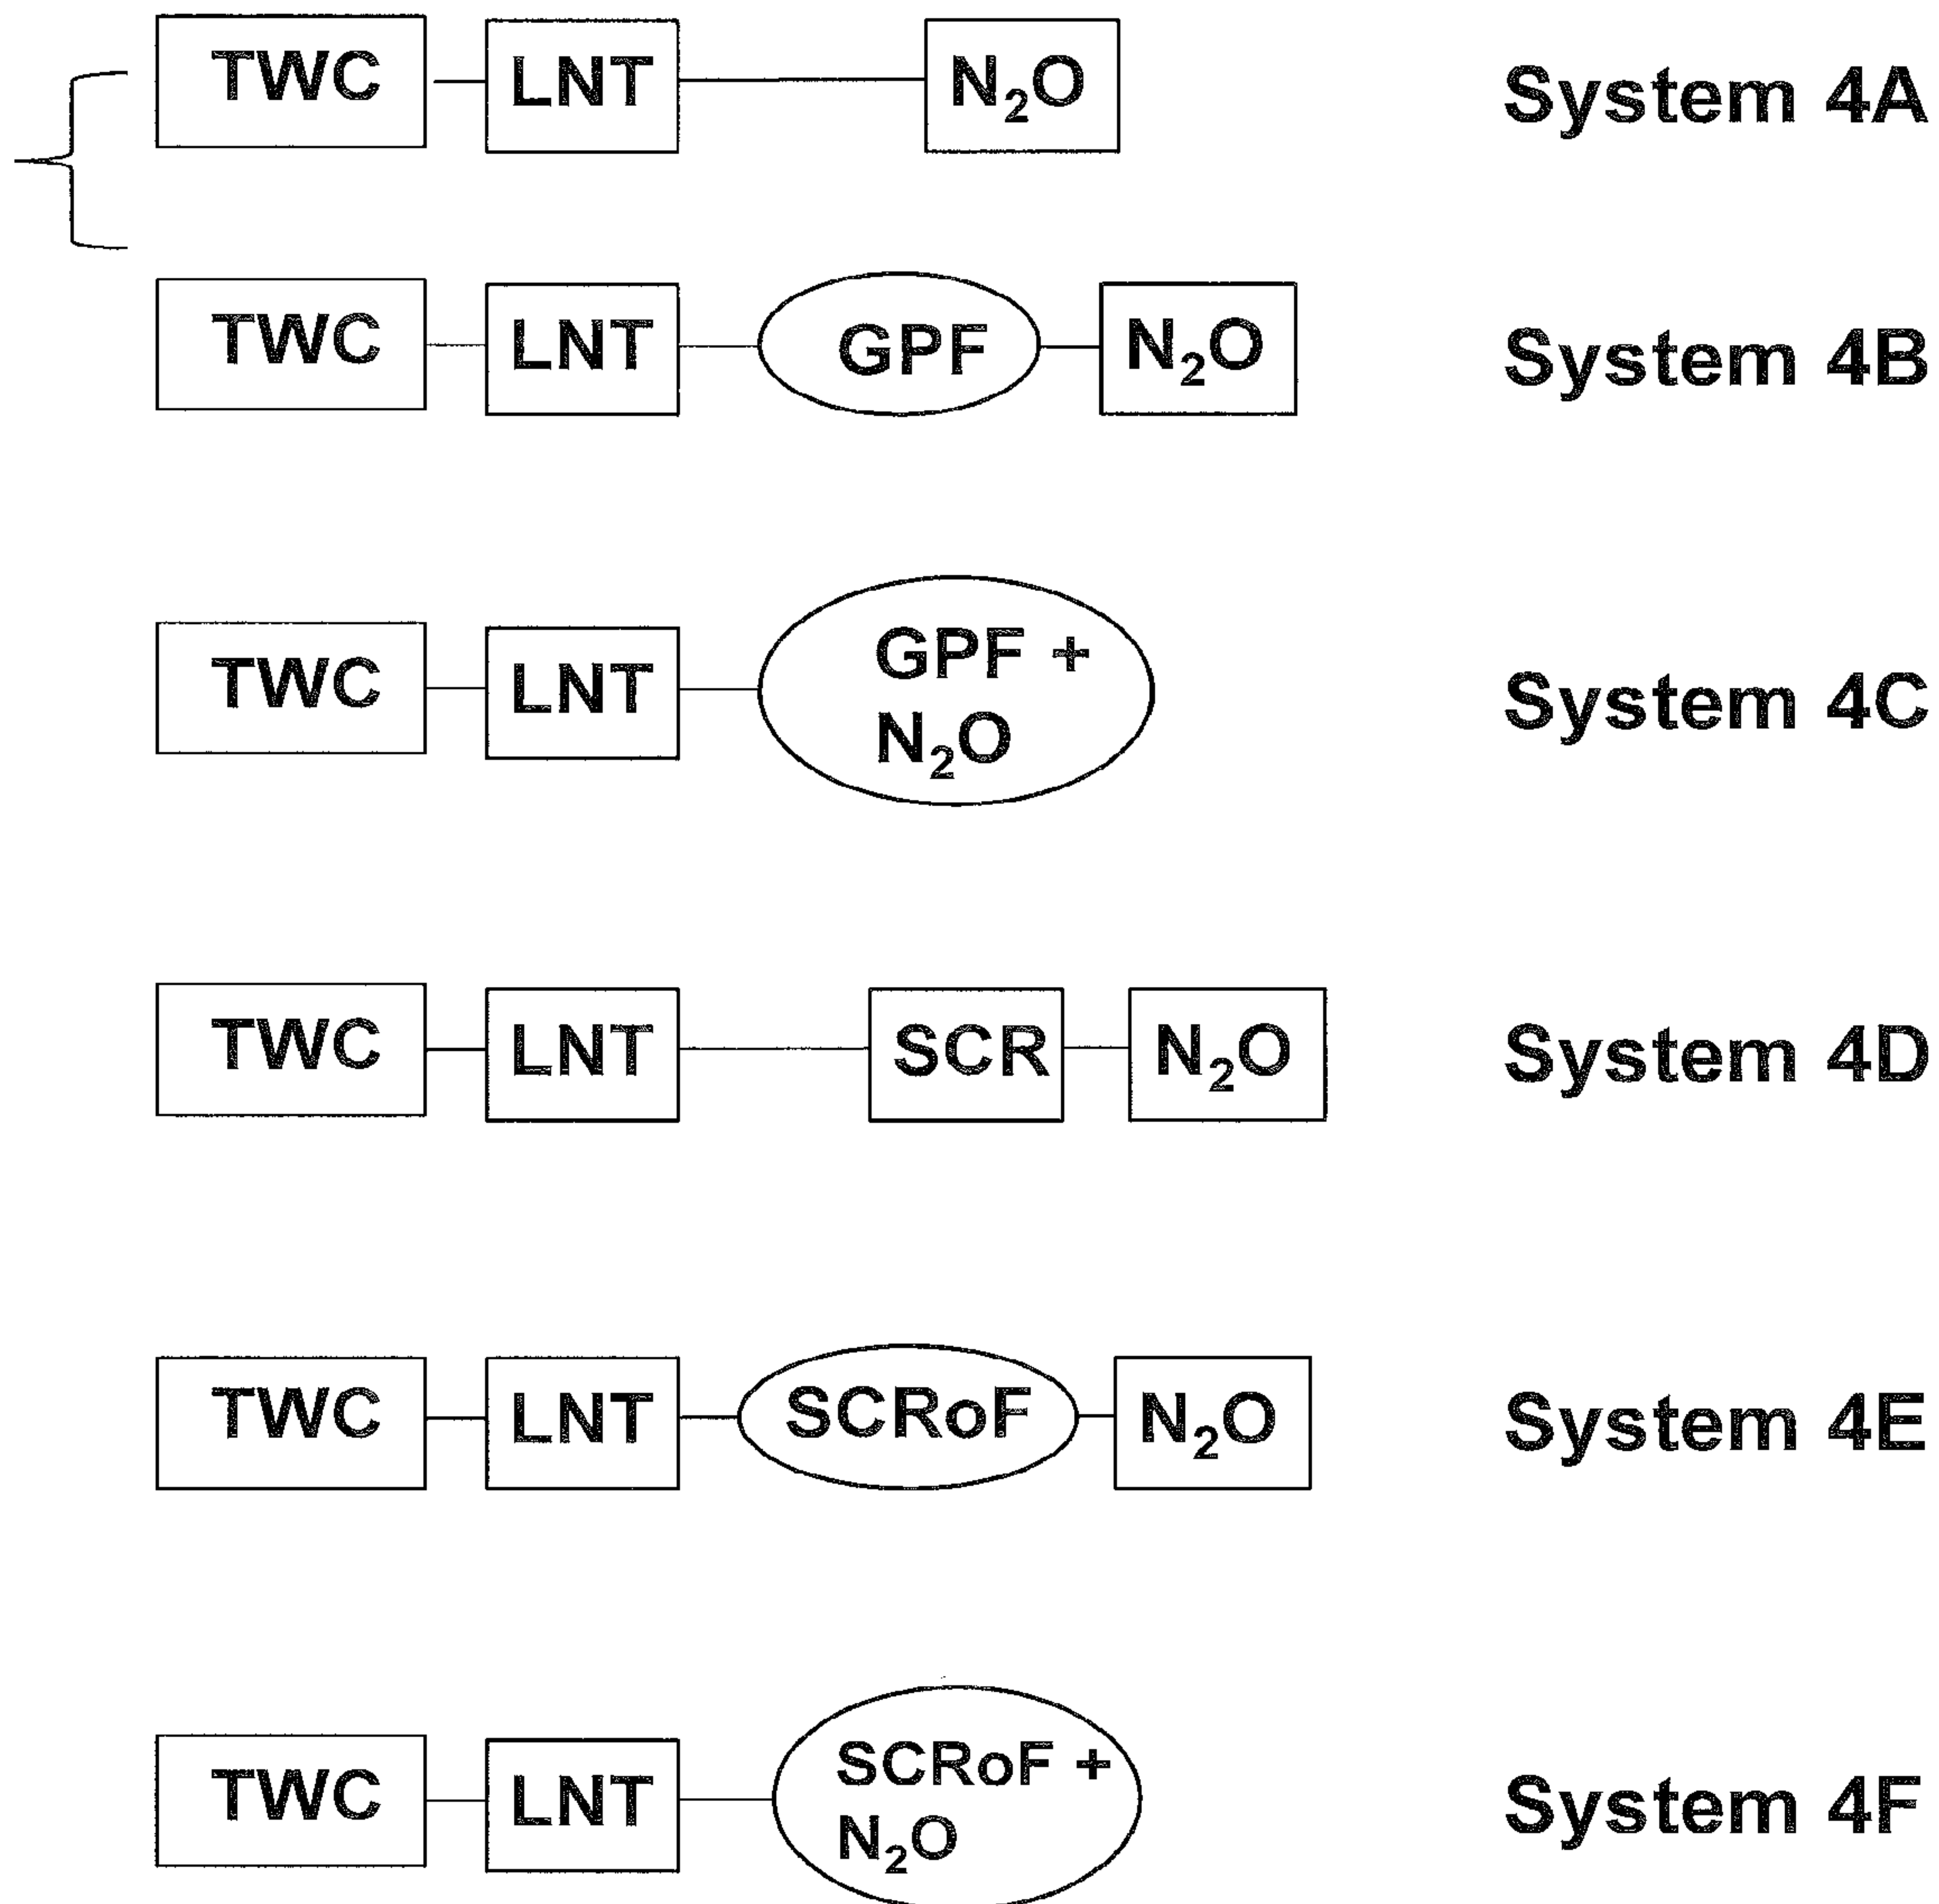 TWC LNT N₂O System 4A
TWC LNT GPF N₂O System 4B
TWC LNT GPF + N₂O System 4C
TWC LNT SCR N₂O System 4D
TWC LNT SCRoF N₂O System 4E
TWC LNT SCRoF + N₂O System 4F